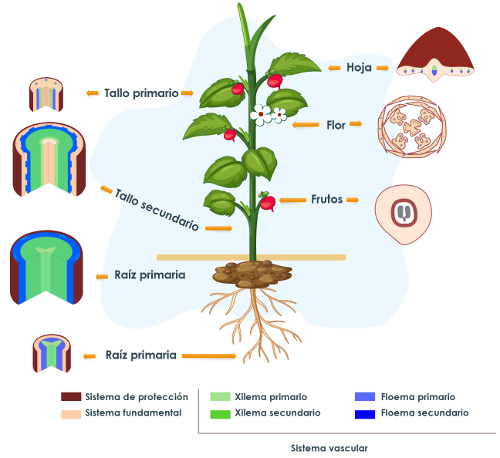 Hoja
Tallo primario
Flor
Tallo secundario
Frutos
Raíz primaria
Raíz primaria
Sistema de protección
Xilema primario
Floema primario
Sistema fundamental
Xilema secundario
Floema secundario
Sistema vascular